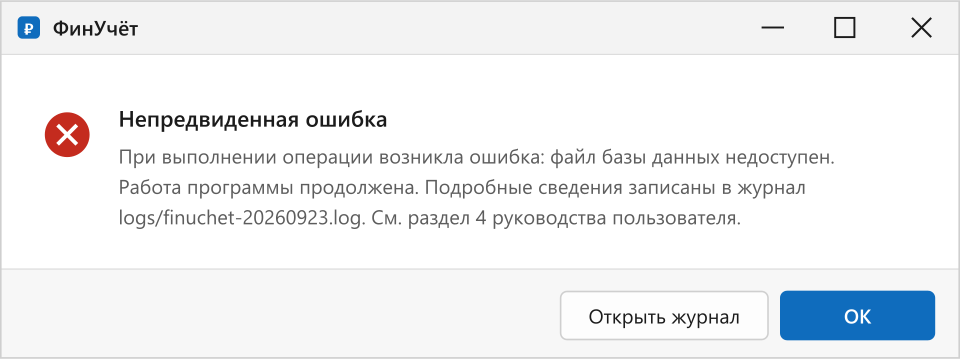 ₽ ФинУчёт
Непредвиденная ошибка
При выполнении операции возникла ошибка: файл базы данных недоступен.
Работа программы продолжена. Подробные сведения записаны в журнал
logs/finuchet-20260923.log. См. раздел 4 руководства пользователя.
Открыть журнал
ОК